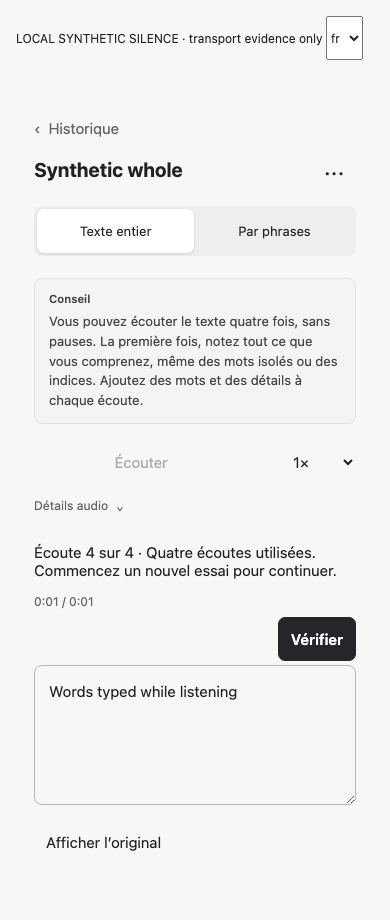 LOCAL SYNTHETIC SILENCE · transport evidence only fr
‹ Historique
Synthetic whole ...
Texte entier Par phrases
Conseil
Vous pouvez écouter le texte quatre fois, sans
pauses. La première fois, notez tout ce que
vous comprenez, même des mots isolés ou des
indices. Ajoutez des mots et des détails à
chaque écoute.
Écouter 1×
Détails audio
Écoute 4 sur 4 · Quatre écoutes utilisées.
Commencez un nouvel essai pour continuer.
0:01 / 0:01
Vérifier
Words typed while listening
Afficher l’original